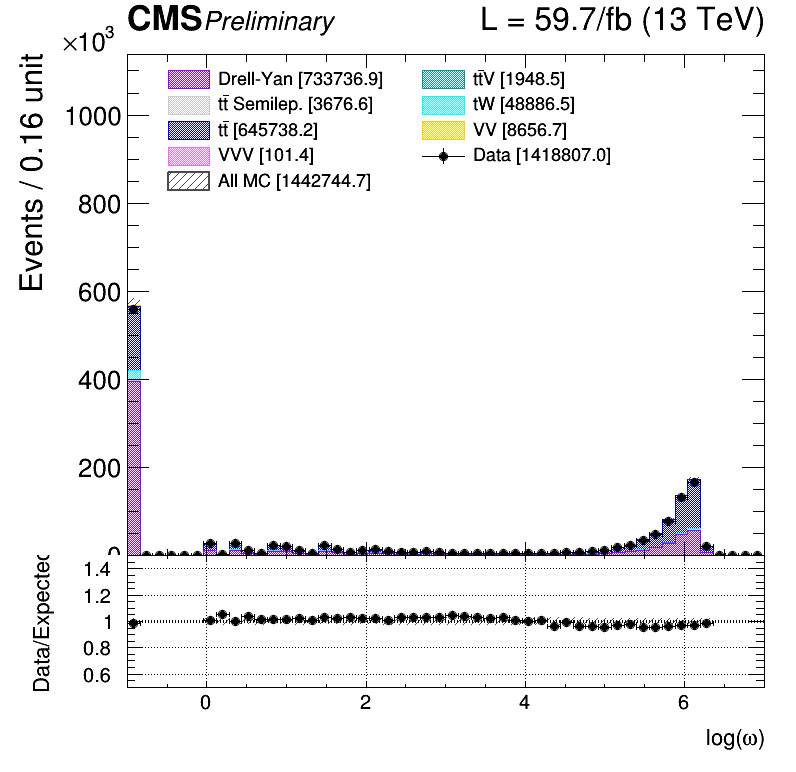 CMS Preliminary L = 59.7/fb (13 TeV)
×10³
Events / 0.16 unit
Drell-Yan [733736.9]
tt̄ Semilep. [3676.6]
tt̄ [645738.2]
VVV [101.4]
All MC [1442744.7]
tt̄V [1948.5]
tW [48886.5]
VV [8656.7]
Data [1418807.0]
1000
800
600
400
200
0
Data/Expected
1.4
1.2
1
0.8
0.6
0 2 4 6
log(ω)